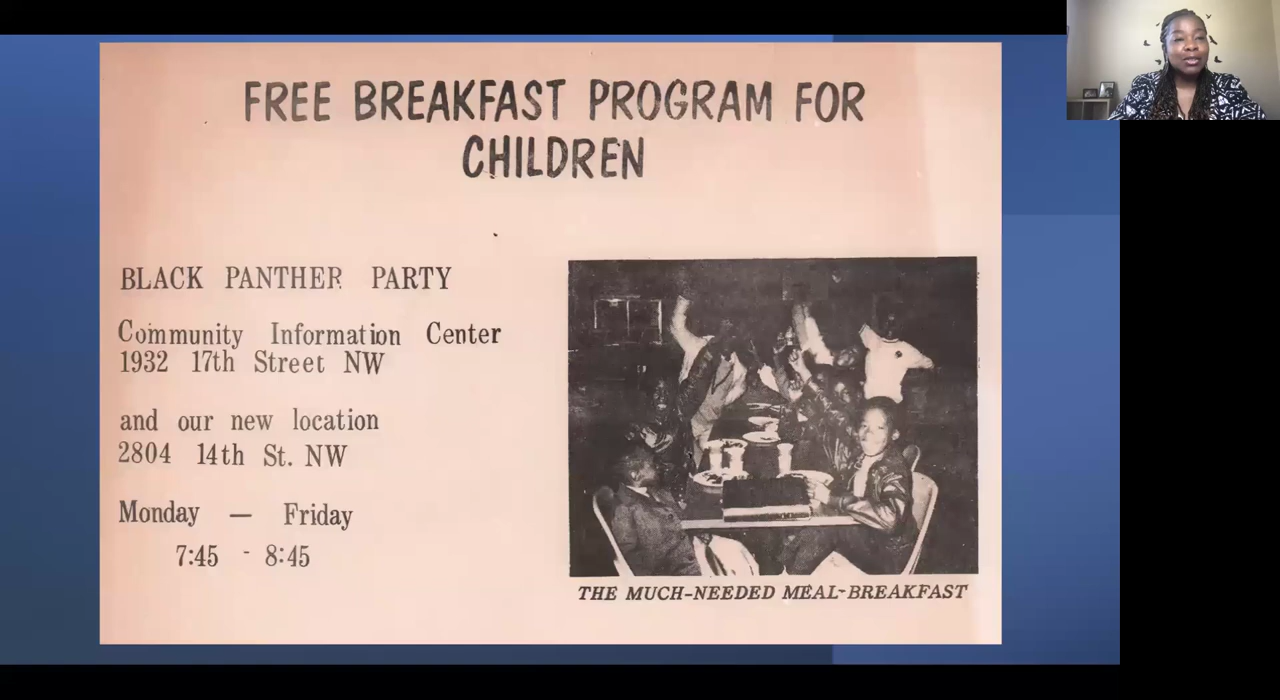 FREE BREAKFAST PROGRAM FOR
CHILDREN
BLACK PANTHER PARTY
Community Information Center
1932 17th Street NW
and our new location
2804 14th St. NW
Monday — Friday
7:45 - 8:45
THE MUCH-NEEDED MEAL-BREAKFAST